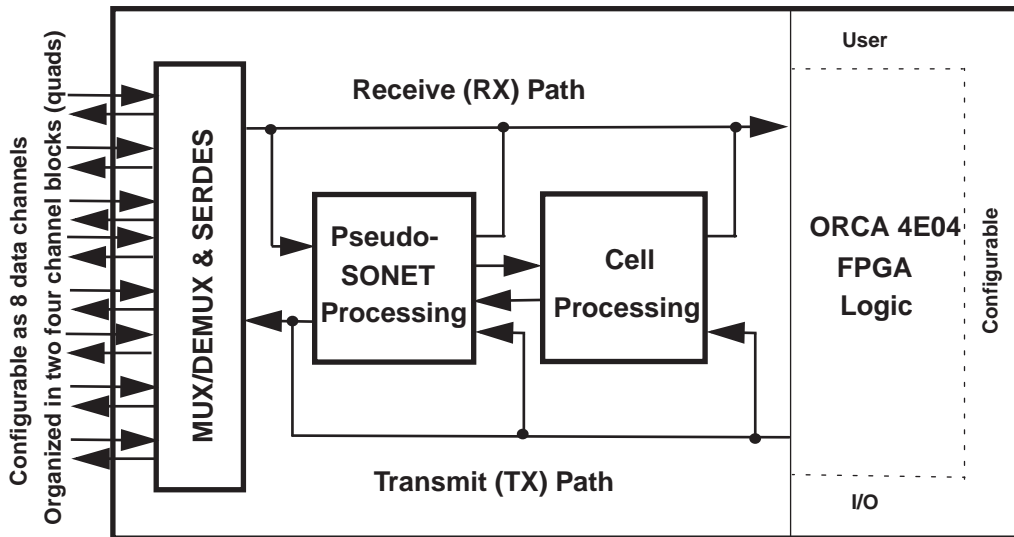 Configurable as 8 data channels
Organized in two four channel blocks (quads)
MUX/DEMUX & SERDES
Receive (RX) Path
Pseudo-
SONET
Processing
Cell
Processing
Transmit (TX) Path
User
ORCA 4E04
FPGA
Logic
Configurable
I/O